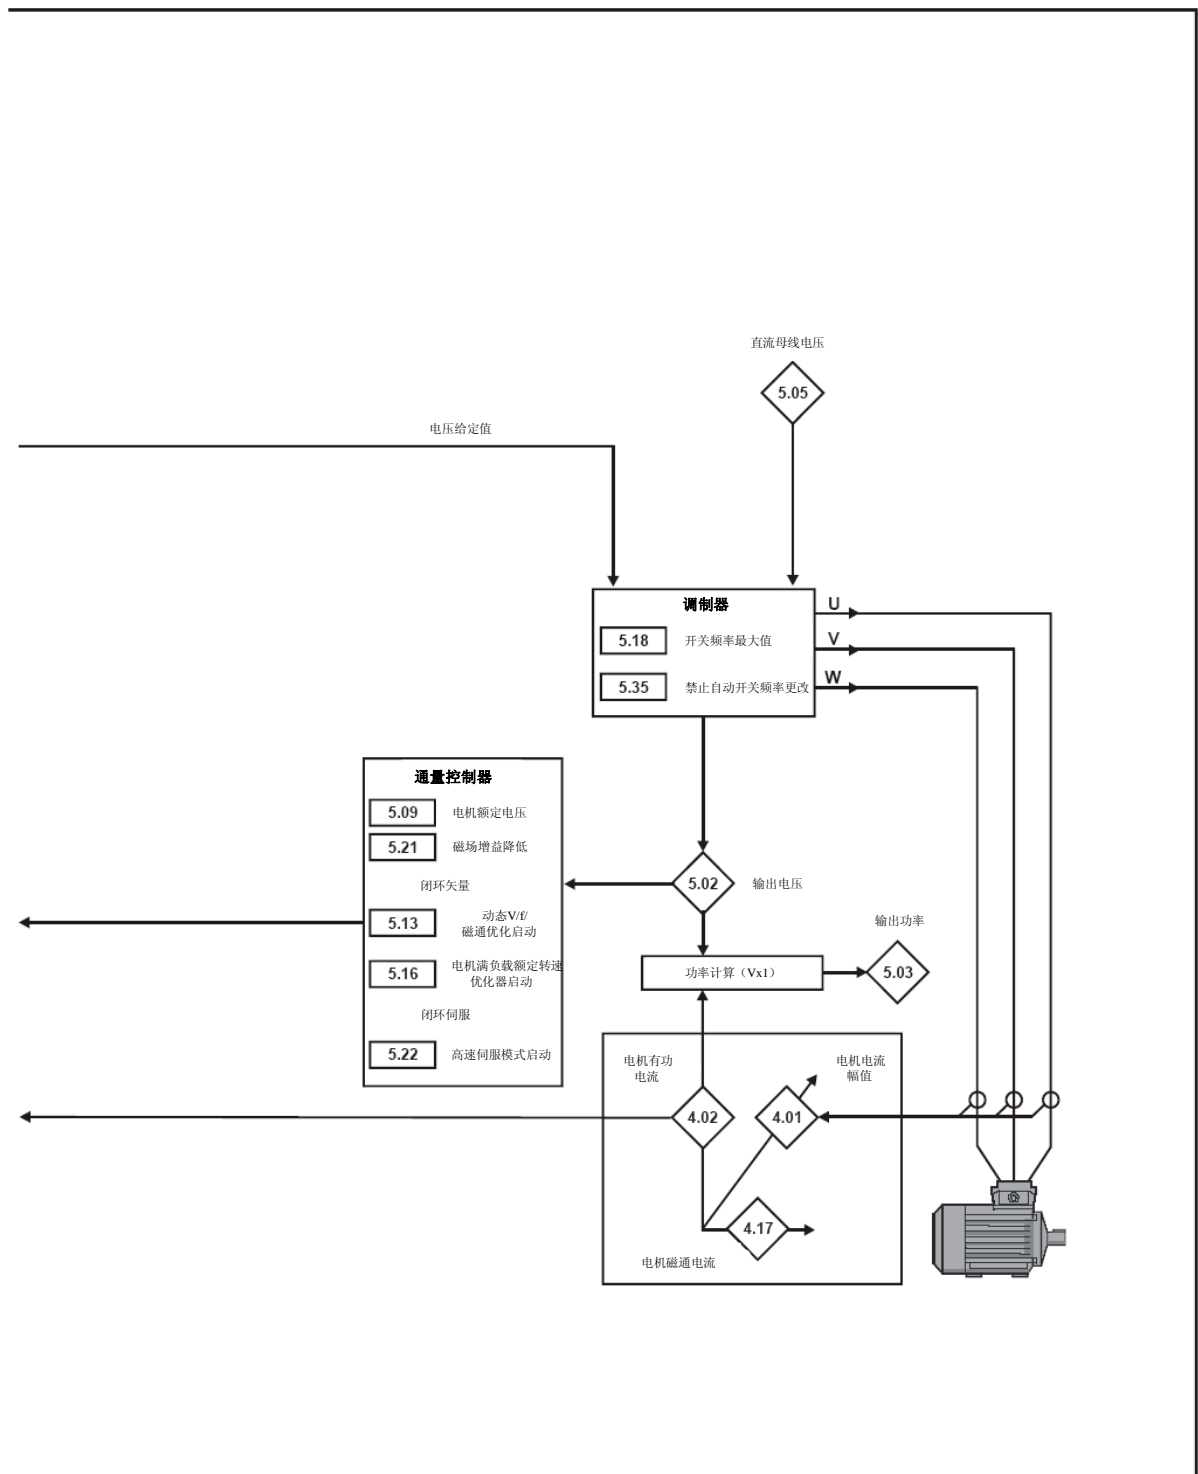 直流母线电压
5.05
电压给定值
调制器
5.18 开关频率最大值
5.35 禁止自动开关频率更改
U
V
W
通量控制器
5.09 电机额定电压
5.21 磁场增益降低
闭环矢量
5.13 动态V/f/
磁通优化启动
5.16 电机满负载额定转速
优化器启动
闭环伺服
5.22 高速伺服模式启动
5.02 输出电压
输出功率
功率计算（Vx1）
5.03
电机有功
电流
电机电流
幅值
4.02
4.01
4.17
电机磁通电流